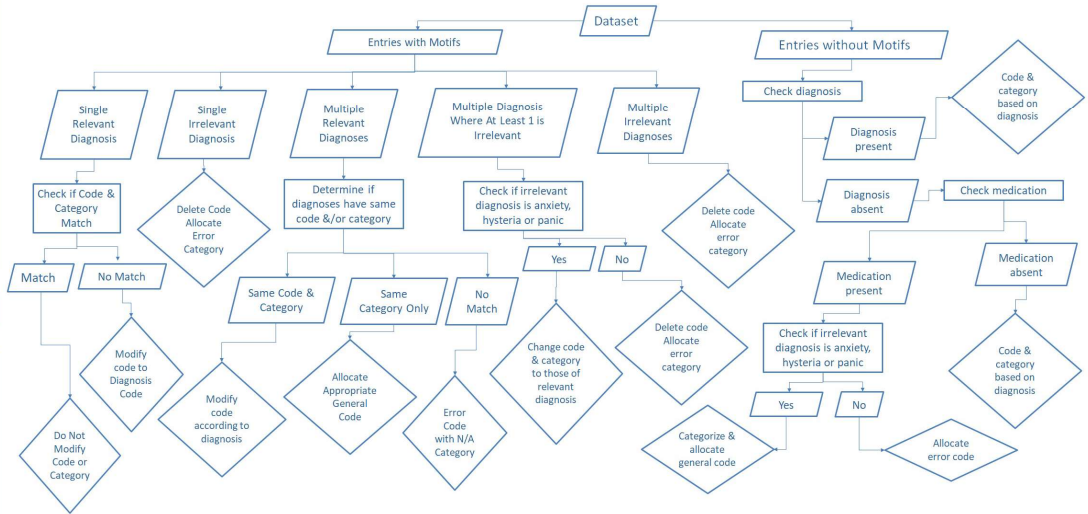 Dataset
Entries with Motifs
Entries without Motifs
Single
Relevant
Diagnosis
Single
Irrelevant
Diagnosis
Multiple
Relevant
Diagnoses
Multiple Diagnosis
Where At Least 1 is
Irrelevant
Multiple
Irrelevant
Diagnoses
Check diagnosis
Code &
category
based on
diagnosis
Diagnosis
present
Check if Code &
Category
Match
Delete Code
Allocate
Error
Category
Determine if
diagnoses have same
code &/or category
Check if irrelevant
diagnosis is anxiety,
hysteria or panic
Delete code
Allocate
error
category
Diagnosis
absent
Check medication
Match
No Match
Same Code &
Category
Same
Category Only
No
Match
Yes
No
Medication
present
Medication
absent
Modify
code to
Diagnosis
Code
Do Not
Modify
Code or
Category
Modify
code
according to
diagnosis
Allocate
Appropriate
General
Code
Error
Code
with N/A
Category
Change code
& category
to those of
relevant
diagnosis
Delete code
Allocate
error
category
Check if irrelevant
diagnosis is anxiety,
hysteria or panic
Code &
category
based on
diagnosis
Yes
No
Categorize &
allocate
general code
Allocate
error code